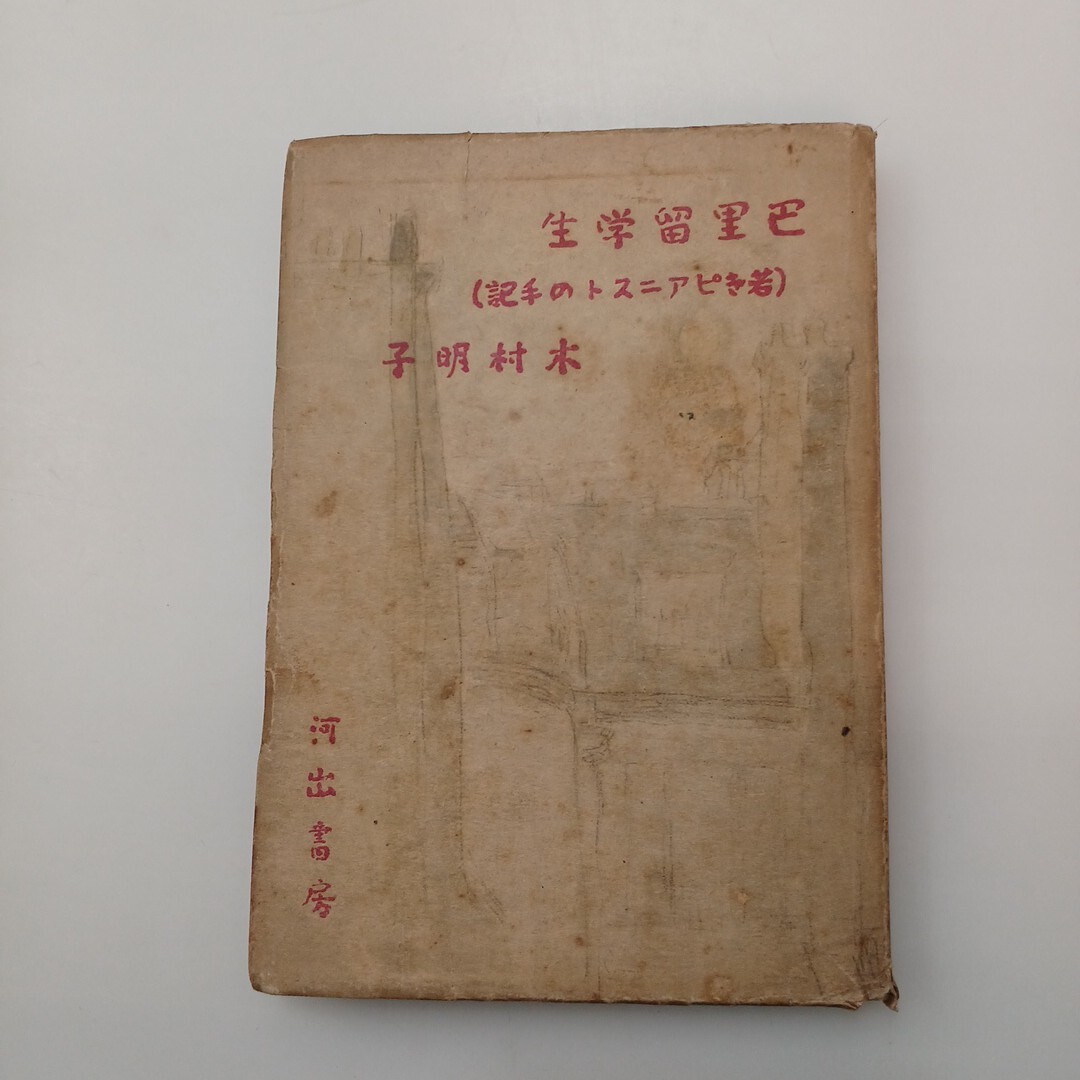 巴里留学生
(若きピアニストの手記)
木村明子
河出書房